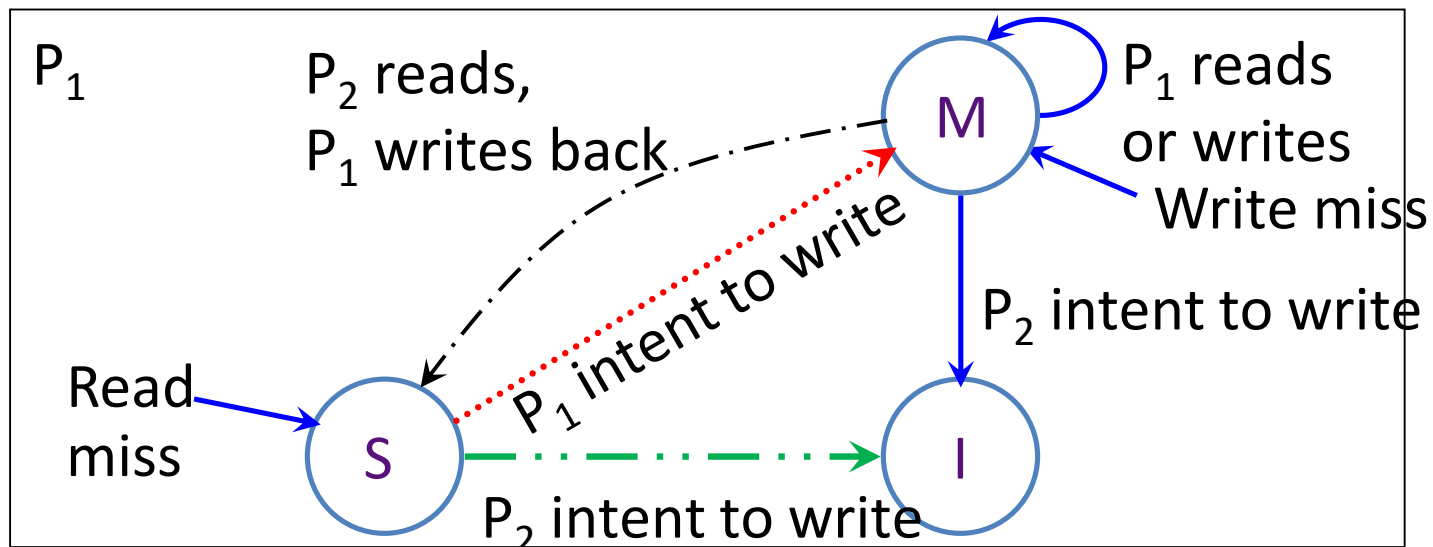 P₁
P₂ reads,
P₁ writes back
M
P₁ reads
or writes
Write miss
P₁ intent to write
P₂ intent to write
Read
miss
S
I
P₂ intent to write